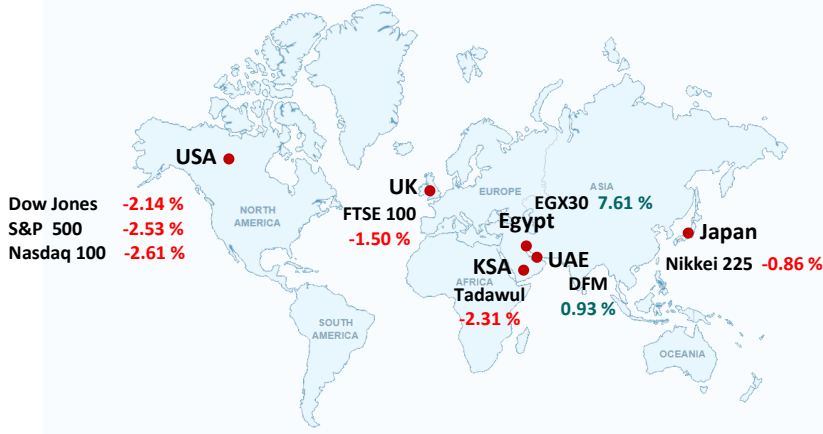 USA
NORTH
AMERICA
Dow Jones -2.14 %
S&P 500 -2.53 %
Nasdaq 100 -2.61 %
SOUTH
AMERICA
UK
FTSE 100
-1.50 %
EUROPE
ASIA
EGX30 7.61 %
Egypt
KSA
AFRICA
Tadawul
-2.31 %
UAE
DFM
0.93 %
Japan
Nikkei 225 -0.86 %
OCEANIA